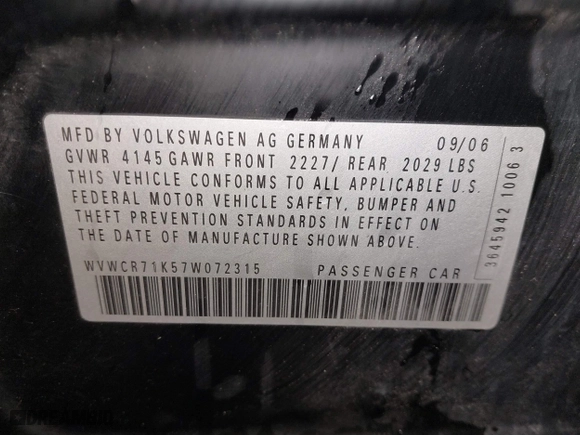 MFD BY VOLKSWAGEN AG GERMANY 09/06
GVWR 4145 GAWR FRONT 2227/ REAR 2029 LBS
THIS VEHICLE CONFORMS TO ALL APPLICABLE U.S.
FEDERAL MOTOR VEHICLE SAFETY, BUMPER AND
THEFT PREVENTION STANDARDS IN EFFECT ON
THE DATE OF MANUFACTURE SHOWN ABOVE.
WVWCR71K57W072315 PASSENGER CAR
3645942 1006 3